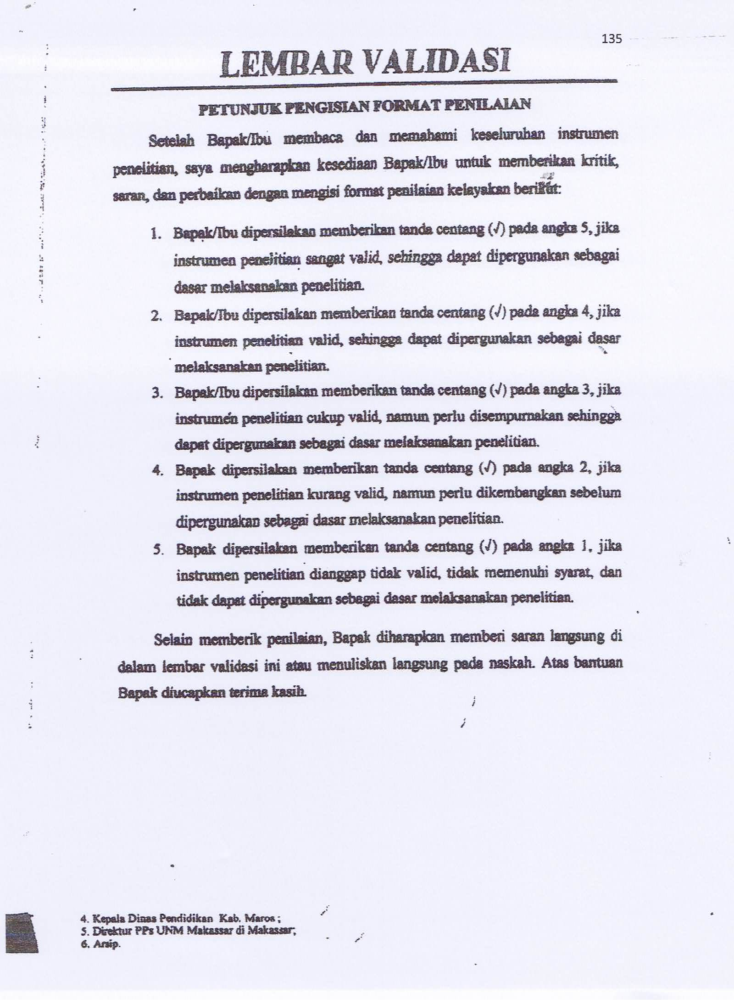 135
LEMBAR VALIDASI
PETUNJUK PENGISIAN FORMAT PENILAIAN
Setelah Bapak/Ibu membaca dan memahami keseluruhan instrumen
penelitian, saya mengharapkan kesediaan Bapak/Ibu untuk memberikan kritik,
saran, dan perbaikan dengan mengisi format penilaian kelayakan berikut:
1. Bapak/Ibu dipersilakan memberikan tanda centang (√) pada angka 5, jika
instrumen penelitian sangat valid, sehingga dapat dipergunakan sebagai
dasar melaksanakan penelitian.
2. Bapak/Ibu dipersilakan memberikan tanda centang (√) pada angka 4, jika
instrumen penelitian valid, sehingga dapat dipergunakan sebagai dasar
melaksanakan penelitian.
3. Bapak/Ibu dipersilakan memberikan tanda centang (√) pada angka 3, jika
instrumen penelitian cukup valid, namun perlu disempurnakan sehingga
dapat dipergunakan sebagai dasar melaksanakan penelitian.
4. Bapak dipersilakan memberikan tanda centang (√) pada angka 2, jika
instrumen penelitian kurang valid, namun perlu dikembangkan sebelum
dipergunakan sebagai dasar melaksanakan penelitian.
5. Bapak dipersilakan memberikan tanda centang (√) pada angka 1, jika
instrumen penelitian dianggap tidak valid, tidak memenuhi syarat, dan
tidak dapat dipergunakan sebagai dasar melaksanakan penelitian.
Selain memberik penilaian, Bapak diharapkan memberi saran langsung di
dalam lembar validasi ini atau menuliskan langsung pada naskah. Atas bantuan
Bapak diucapkan terima kasih.
4. Kepala Dinas Pendidikan Kab. Maros ;
5. Direktur PPs UNM Makassar di Makassar;
6. Arsip.